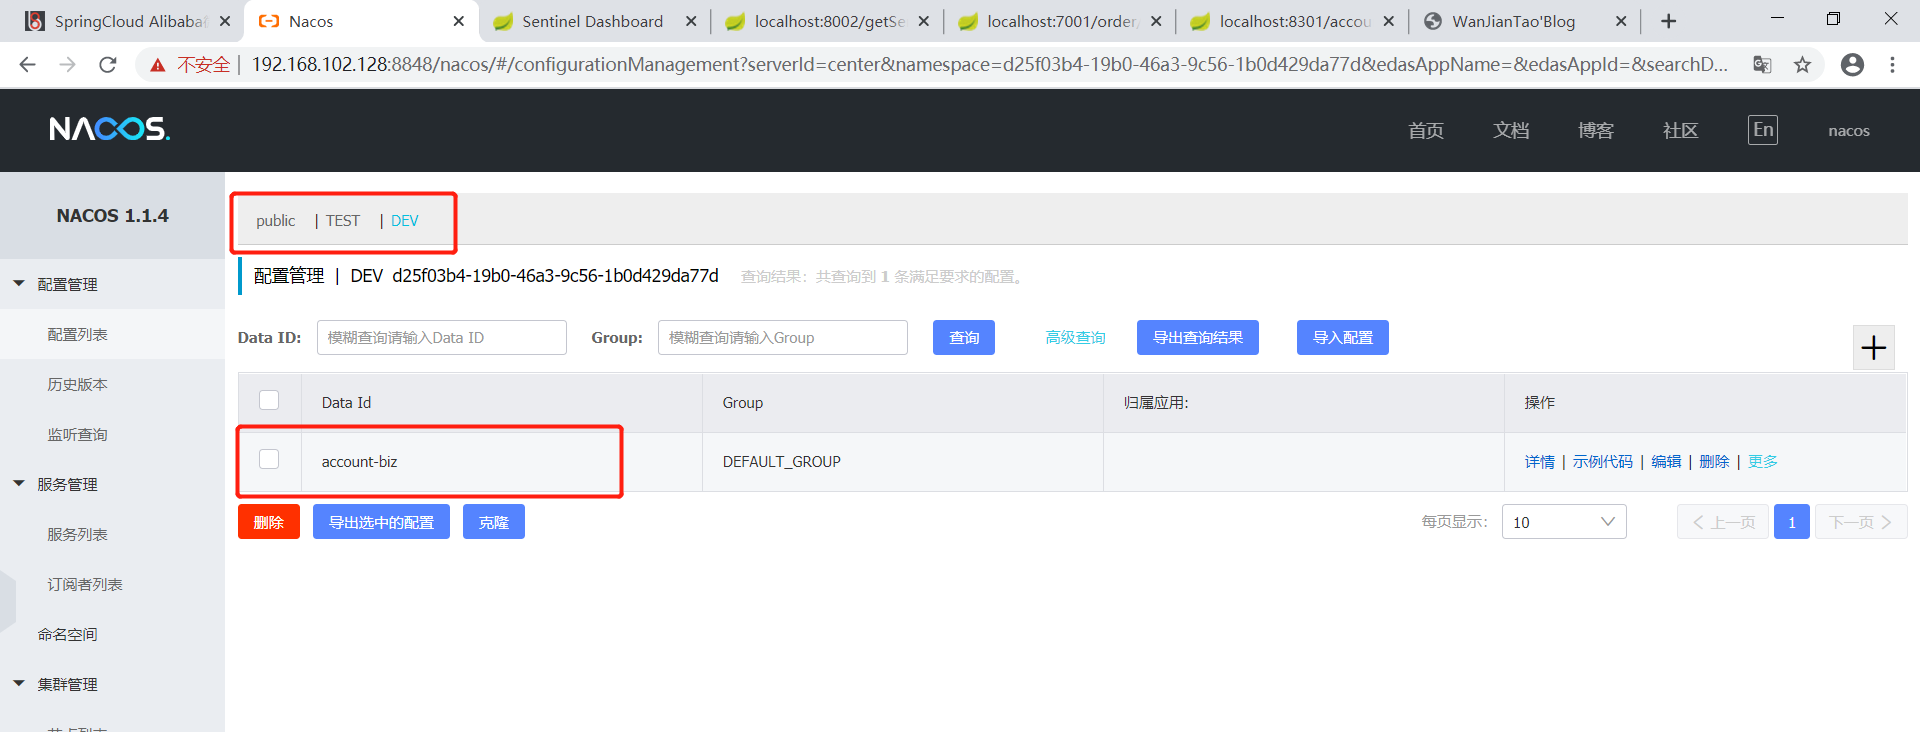 SpringCloud Alibaba
Nacos
Sentinel Dashboard
localhost:8002/getSe
localhost:7001/order/
localhost:8301/accou
WanJianTao'Blog
不安全 | 192.168.102.128:8848/nacos/#/configurationManagement?serverId=center&namespace=d25f03b4-19b0-46a3-9c56-1b0d429da77d&edasAppName=&edasAppId=&searchD...
NACOS.
首页 文档 博客 社区 En nacos
NACOS 1.1.4
配置管理
配置列表
历史版本
监听查询
服务管理
服务列表
订阅者列表
命名空间
集群管理
public | TEST | DEV
配置管理 | DEV d25f03b4-19b0-46a3-9c56-1b0d429da77d 查询结果：共查询到 1 条满足要求的配置。
Data ID: 模糊查询请输入Data ID Group: 模糊查询请输入Group 查询 高级查询 导出查询结果 导入配置
Data Id Group 归属应用: 操作
account-biz DEFAULT_GROUP 详情 | 示例代码 | 编辑 | 删除 | 更多
删除 导出选中的配置 克隆 每页显示: 10 上一页 1 下一页